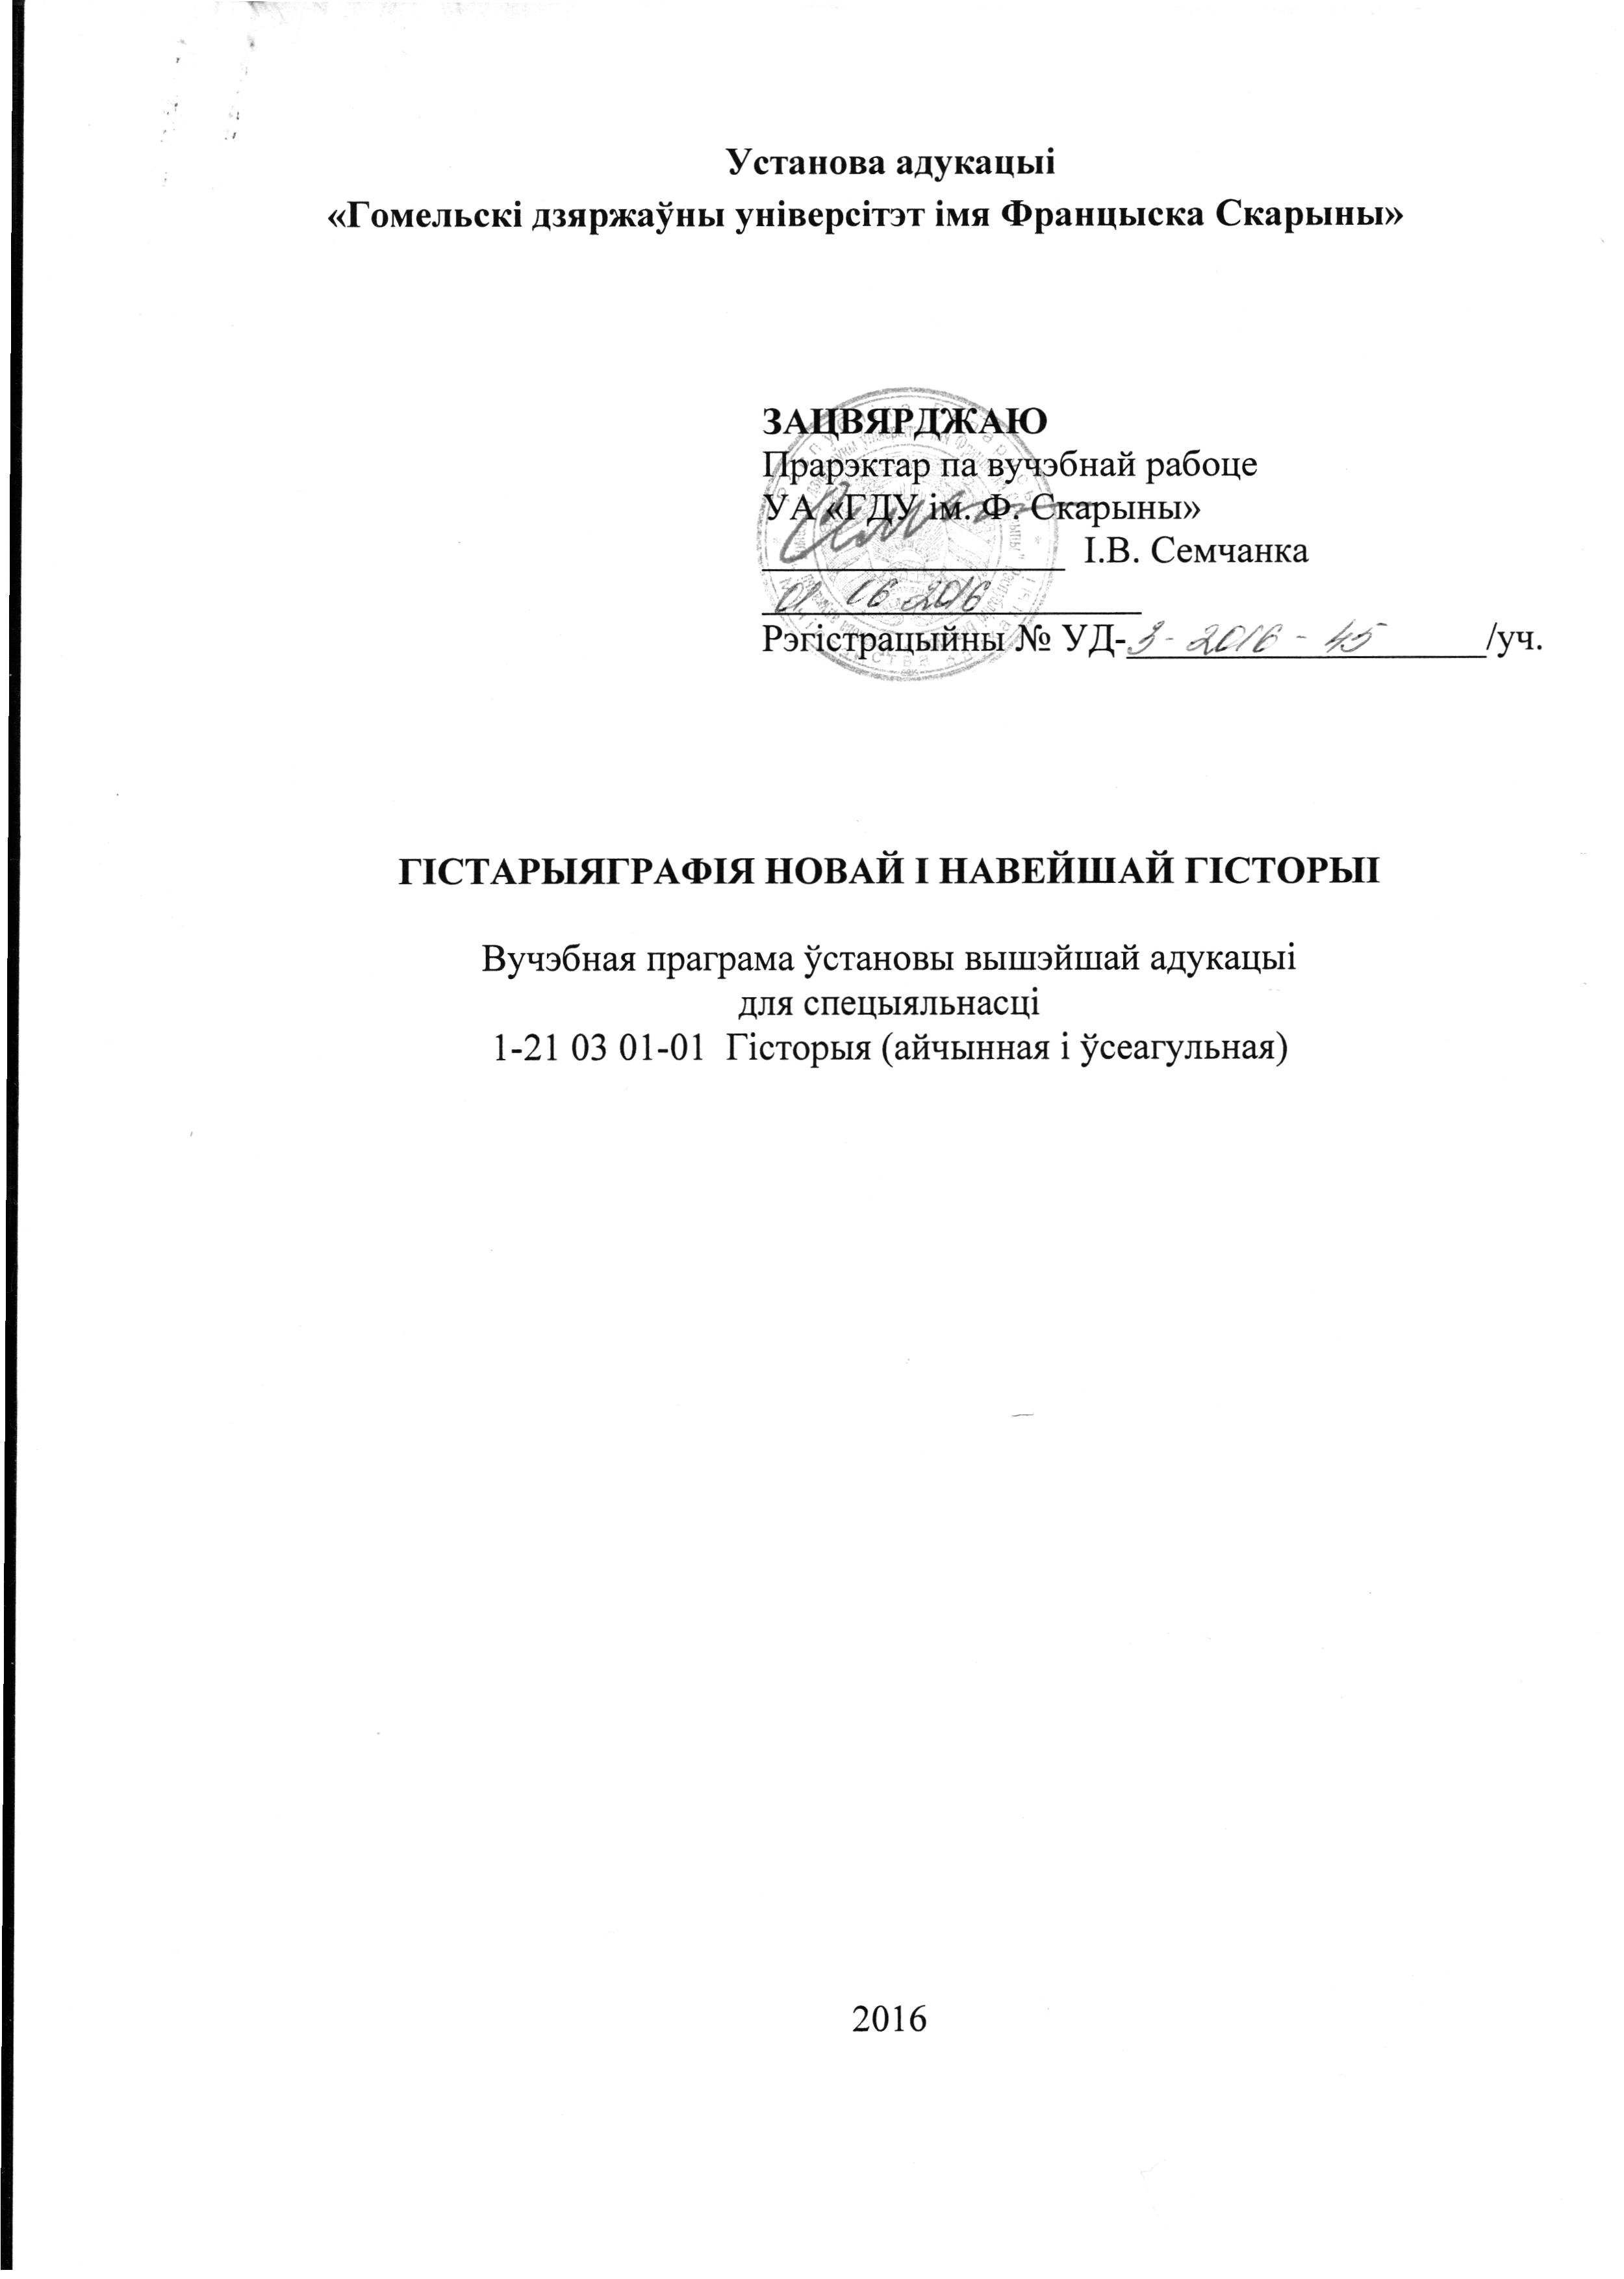 Установа адукацыі
«Гомельскі дзяржаўны універсітэт імя Францыска Скарыны»
ЗАЦВЯРДЖАЮ
Прарэктар па вучэбнай рабоце
УА «ГДУ ім. Ф. Скарыны»
____________________ І.В. Семчанка
01 06 2016
Рэгістрацыйны № УД-3-2016-45/уч.
ГІСТАРЫЯГРАФІЯ НОВАЙ І НАВЕЙШАЙ ГІСТОРЫІ
Вучэбная праграма ўстановы вышэйшай адукацыі
для спецыяльнасці
1-21 03 01-01 Гісторыя (айчынная і ўсеагульная)
2016